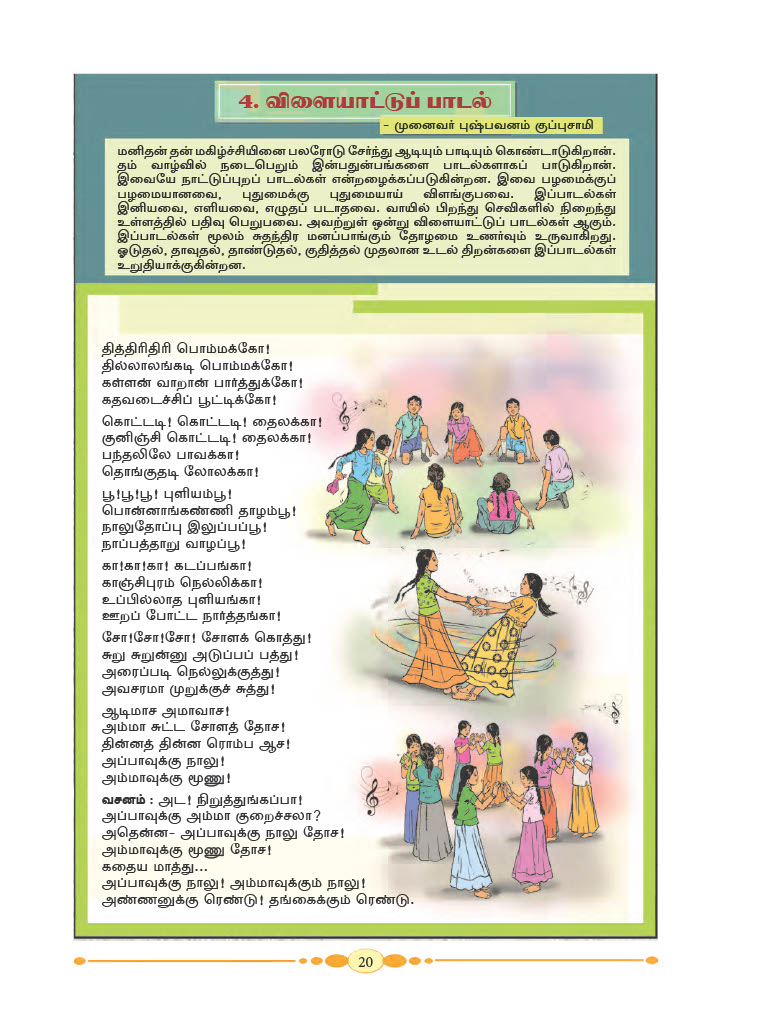 4. விளையாட்டுப் பாடல்
- முனைவர் புஷ்பவனம் குப்புசாமி
மனிதன் தன் மகிழ்ச்சியினை பலரோடு சேர்ந்து ஆடியும் பாடியும் கொண்டாடுகிறான்.
தம் வாழ்வில் நடைபெறும் இன்பதுன்பங்களை பாடல்களாகப் பாடுகிறான்.
இவையே நாட்டுப்புறப் பாடல்கள் என்றழைக்கப்படுகின்றன. இவை பழமைக்குப்
பழமையானவை, புதுமைக்கு புதுமையாய் விளங்குபவை. இப்பாடல்கள்
இனியவை, எளியவை, எழுதப் படாதவை. வாயில் பிறந்து செவிகளில் நிறைந்து
உள்ளத்தில் பதிவு பெறுபவை. அவற்றுள் ஒன்று விளையாட்டுப் பாடல்கள் ஆகும்.
இப்பாடல்கள் மூலம் சுதந்திர மனப்பாங்கும் தோழமை உணர்வும் உருவாகிறது.
ஓடுதல், தாவுதல், தாண்டுதல், குதித்தல் முதலான உடல் திறன்களை இப்பாடல்கள்
உறுதியாக்குகின்றன.
தித்திரிதிரி பொம்மக்கோ!
தில்லாலங்கடி பொம்மக்கோ!
கள்ளன் வாறான் பார்த்துக்கோ!
கதவடைச்சிப் பூட்டிக்கோ!
கொட்டடி! கொட்டடி! தைலக்கா!
குனிஞ்சி கொட்டடி! தைலக்கா!
பந்தலிலே பாவக்கா!
தொங்குதடி லோலக்கா!
பூ!பூ!பூ! புளியம்பூ!
பொன்னாங்கண்ணி தாழம்பூ!
நாலுதோப்பு இலுப்பப்பூ!
நாப்பத்தாறு வாழப்பூ!
கா!கா!கா! கடப்பங்கா!
காஞ்சிபுரம் நெல்லிக்கா!
உப்பில்லாத புளியங்கா!
ஊறப் போட்ட நார்த்தங்கா!
சோ!சோ!சோ! சோளக் கொத்து!
சுறு சுறுன்னு அடுப்பப் பத்து!
அரைப்படி நெல்லுக்குத்து!
அவசரமா முறுக்குச் சுத்து!
ஆடிமாச அமாவாச!
அம்மா சுட்ட சோளத் தோச!
தின்னத் தின்ன ரொம்ப ஆச!
அப்பாவுக்கு நாலு!
அம்மாவுக்கு மூணு!
வசனம் : அட! நிறுத்துங்கப்பா!
அப்பாவுக்கு அம்மா குறைச்சலா?
அதென்ன- அப்பாவுக்கு நாலு தோச!
அம்மாவுக்கு மூணு தோச!
கதைய மாத்து...
அப்பாவுக்கு நாலு! அம்மாவுக்கும் நாலு!
அண்ணனுக்கு ரெண்டு! தங்கைக்கும் ரெண்டு.
20